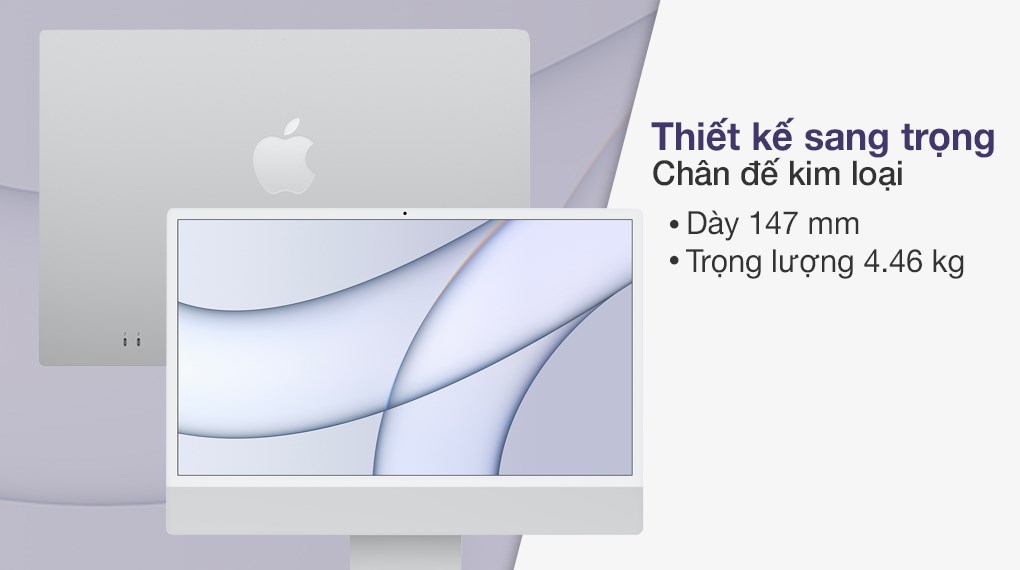 Thiết kế sang trọng
Chân đế kim loại
• Dày 147 mm
• Trọng lượng 4.46 kg